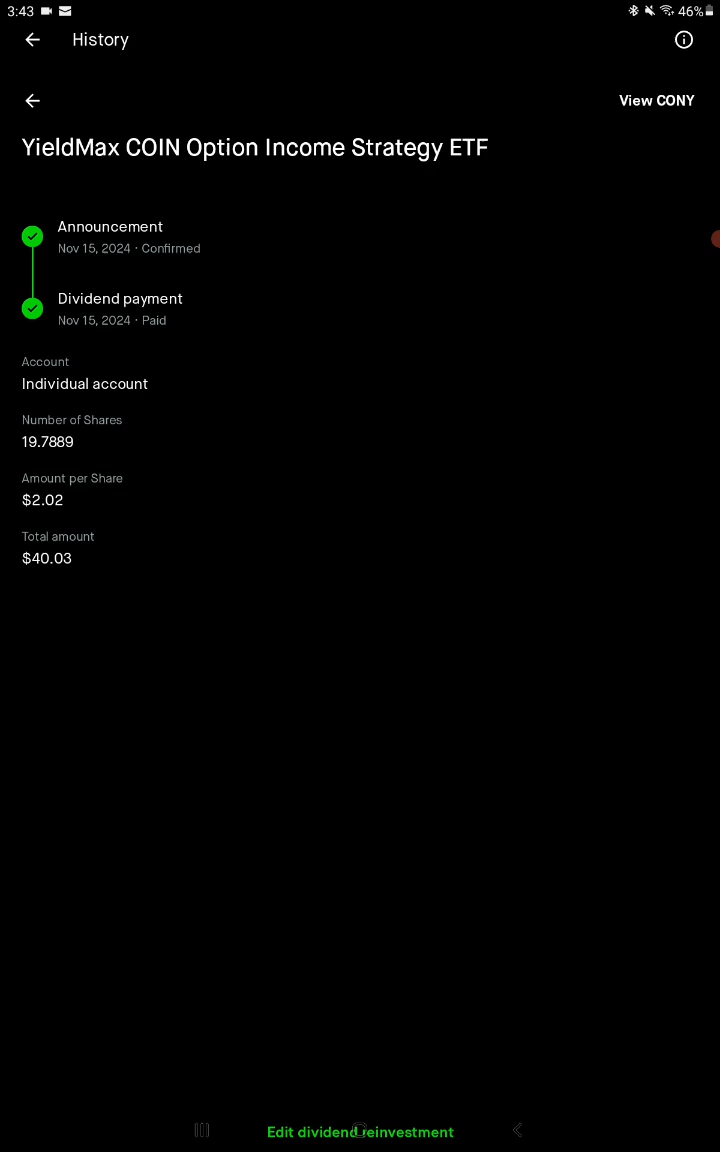 3:43
46%
History
View CONY
YieldMax COIN Option Income Strategy ETF
Announcement
Nov 15, 2024 · Confirmed
Dividend payment
Nov 15, 2024 · Paid
Account
Individual account
Number of Shares
19.7889
Amount per Share
$2.02
Total amount
$40.03
Edit dividend reinvestment